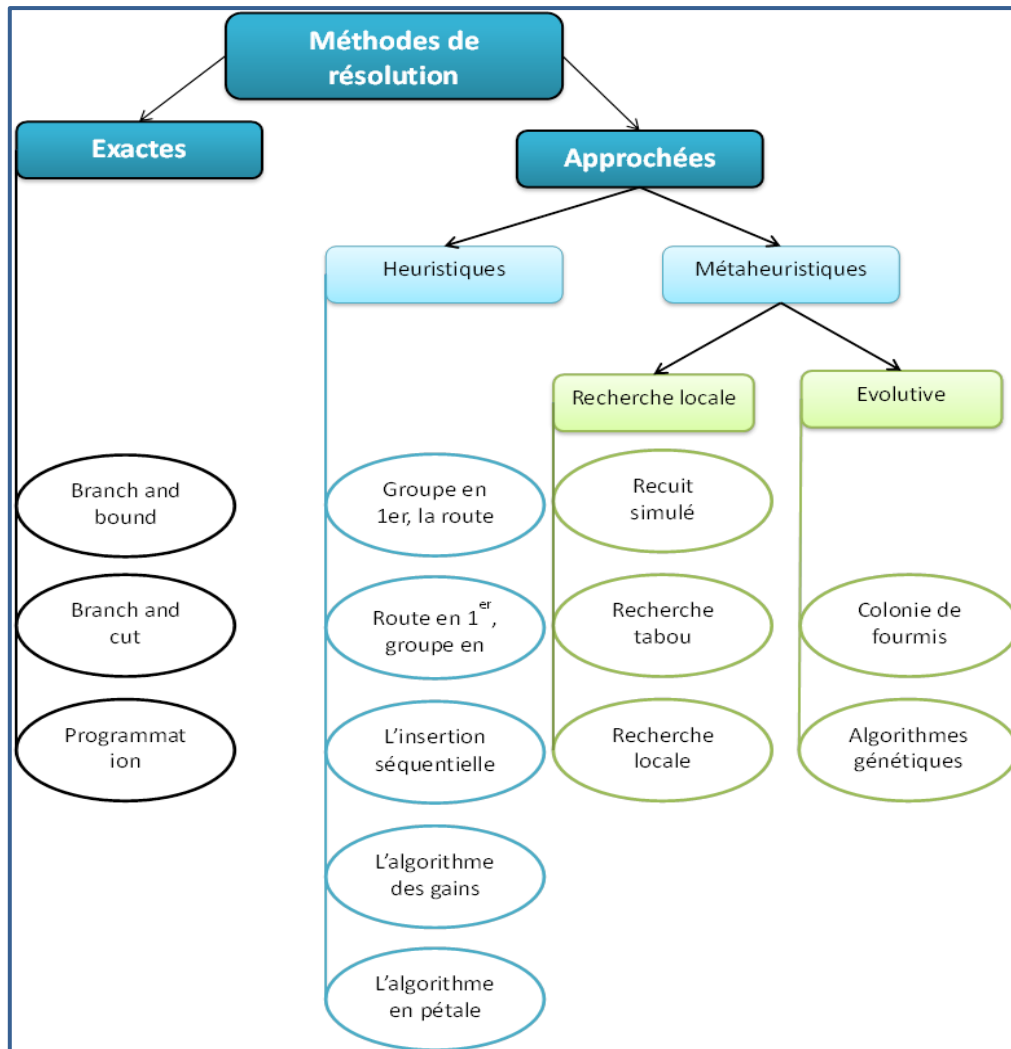 Méthodes de
résolution
Exactes
Approchées
Heuristiques
Métaheuristiques
Recherche locale
Evolutive
Branch and
bound
Groupe en
1er, la route
Recuit
simulé
Branch and
cut
Route en 1er,
groupe en
Recherche
tabou
Colonie de
fourmis
Programmat
ion
L’insertion
séquentielle
Recherche
locale
Algorithmes
génétiques
L’algorithme
des gains
L’algorithme
en pétale